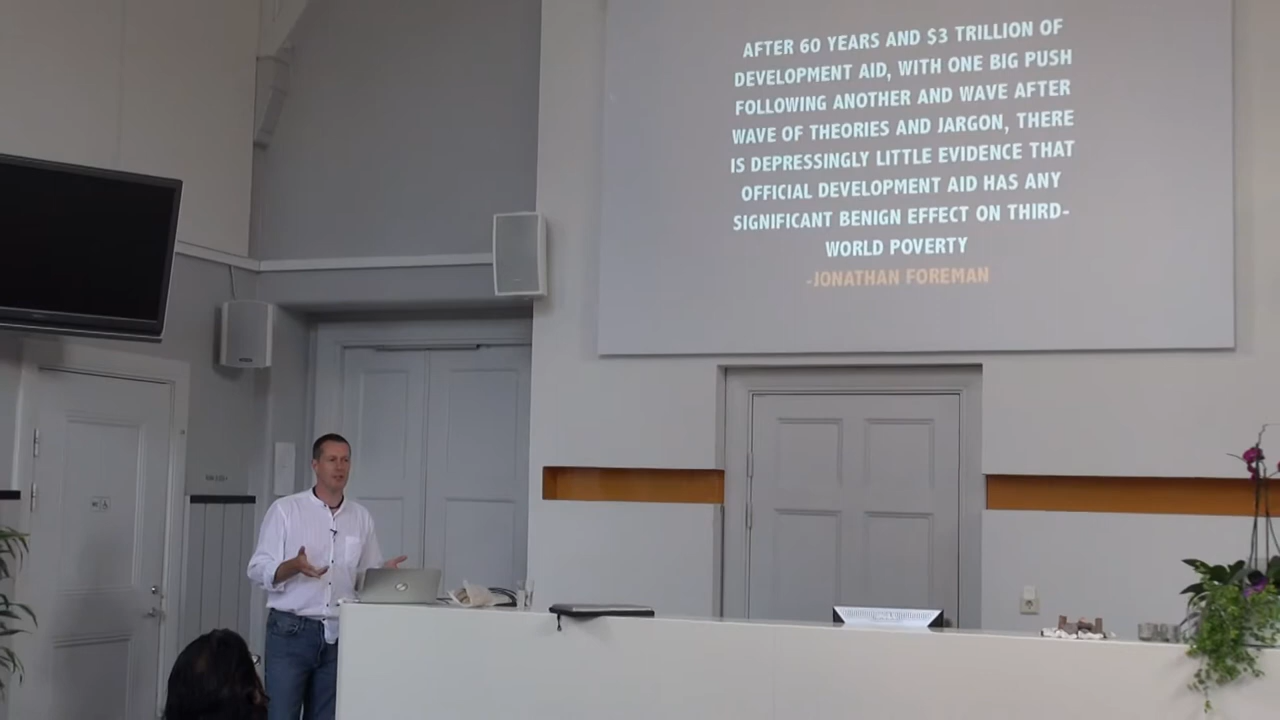 AFTER 60 YEARS AND $3 TRILLION OF
DEVELOPMENT AID, WITH ONE BIG PUSH
FOLLOWING ANOTHER AND WAVE AFTER
WAVE OF THEORIES AND JARGON, THERE
IS DEPRESSINGLY LITTLE EVIDENCE THAT
OFFICIAL DEVELOPMENT AID HAS ANY
SIGNIFICANT BENIGN EFFECT ON THIRD-
WORLD POVERTY
-JONATHAN FOREMAN